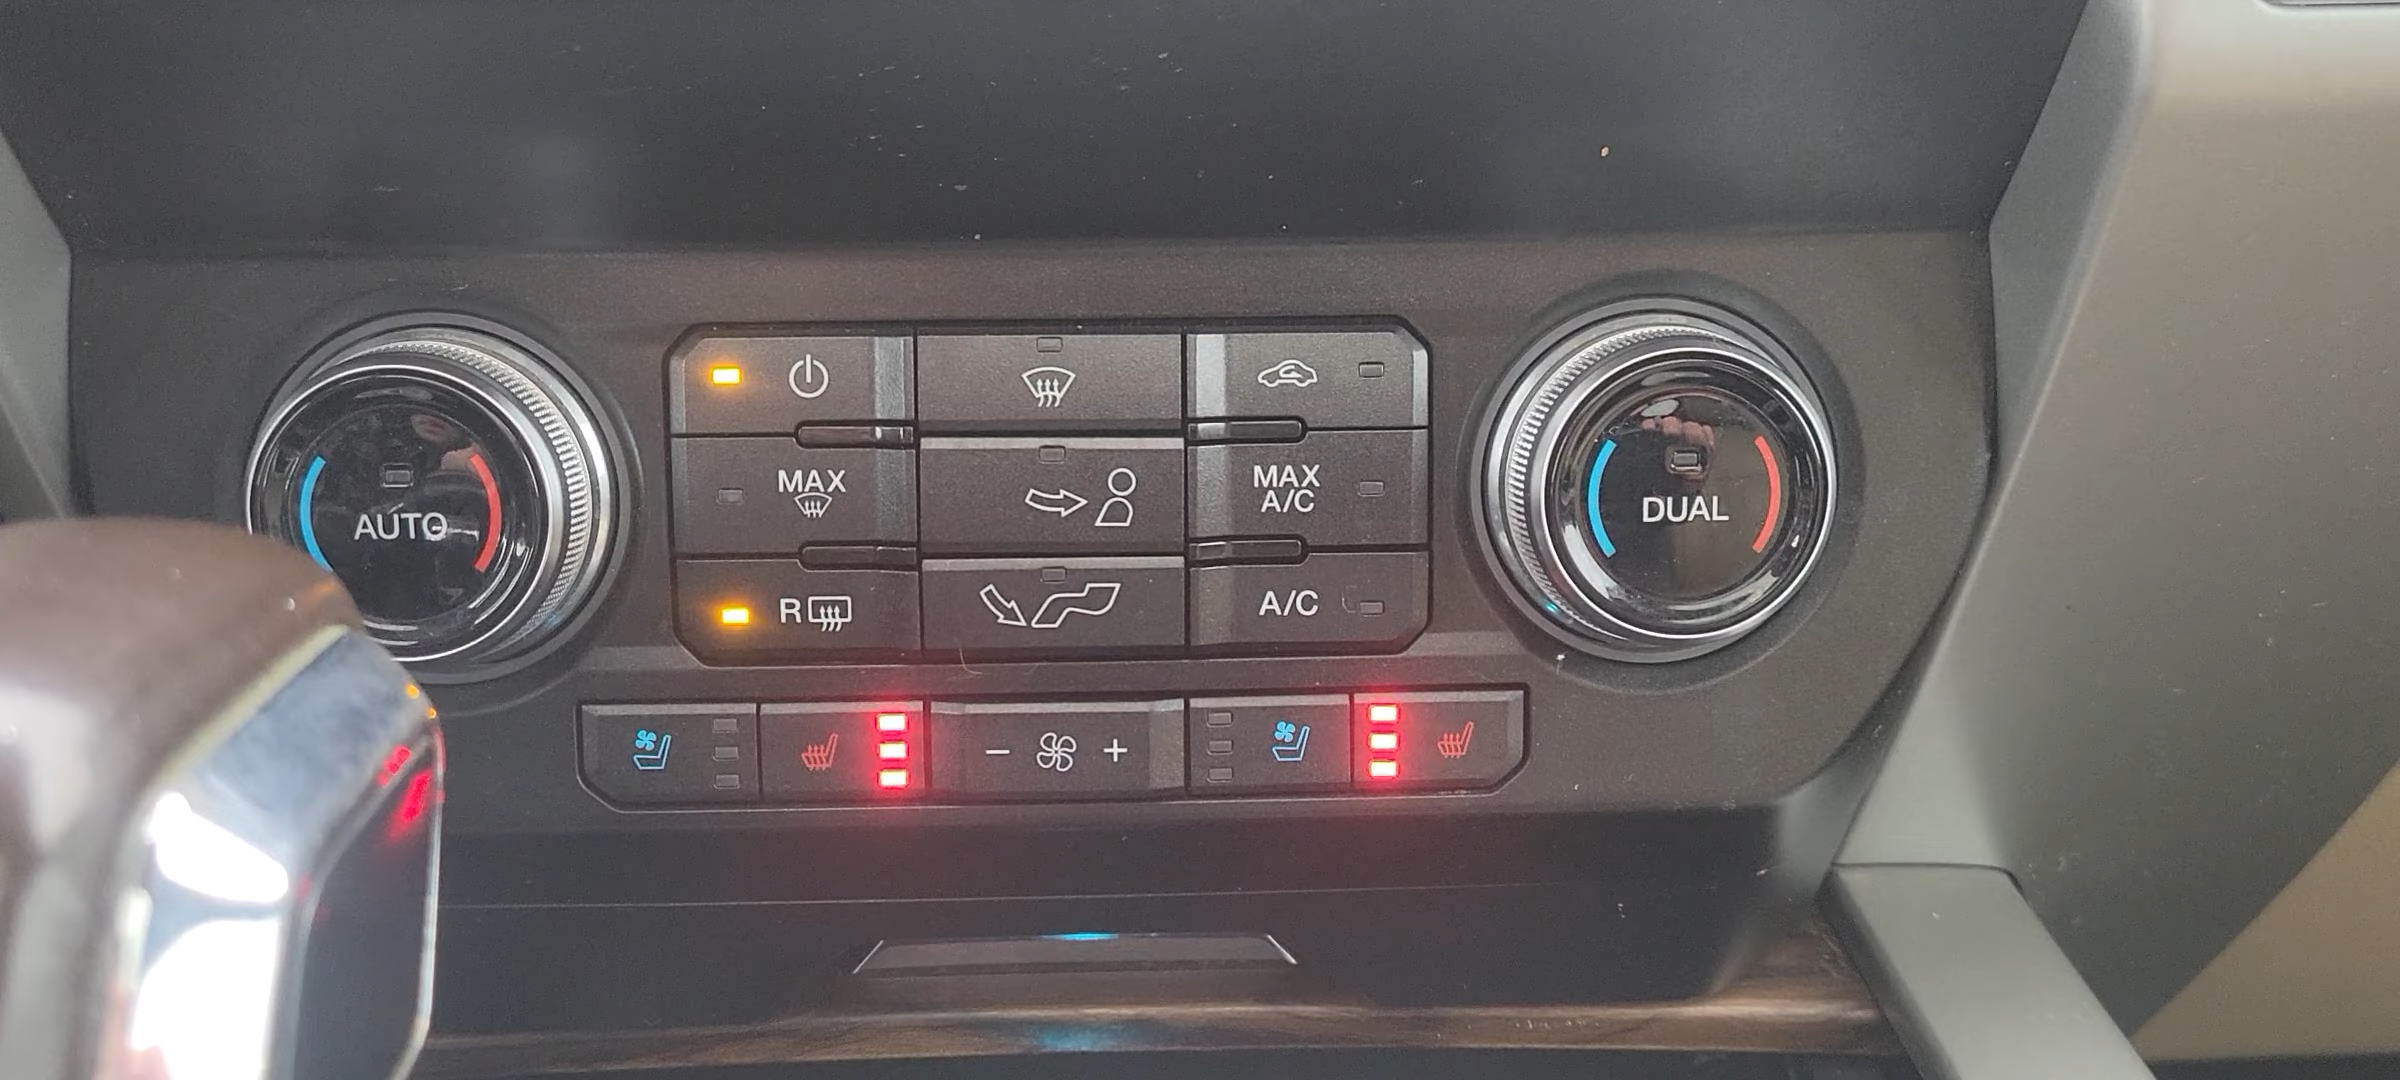 AUTO
MAX
R
MAX
A/C
A/C
DUAL
- +